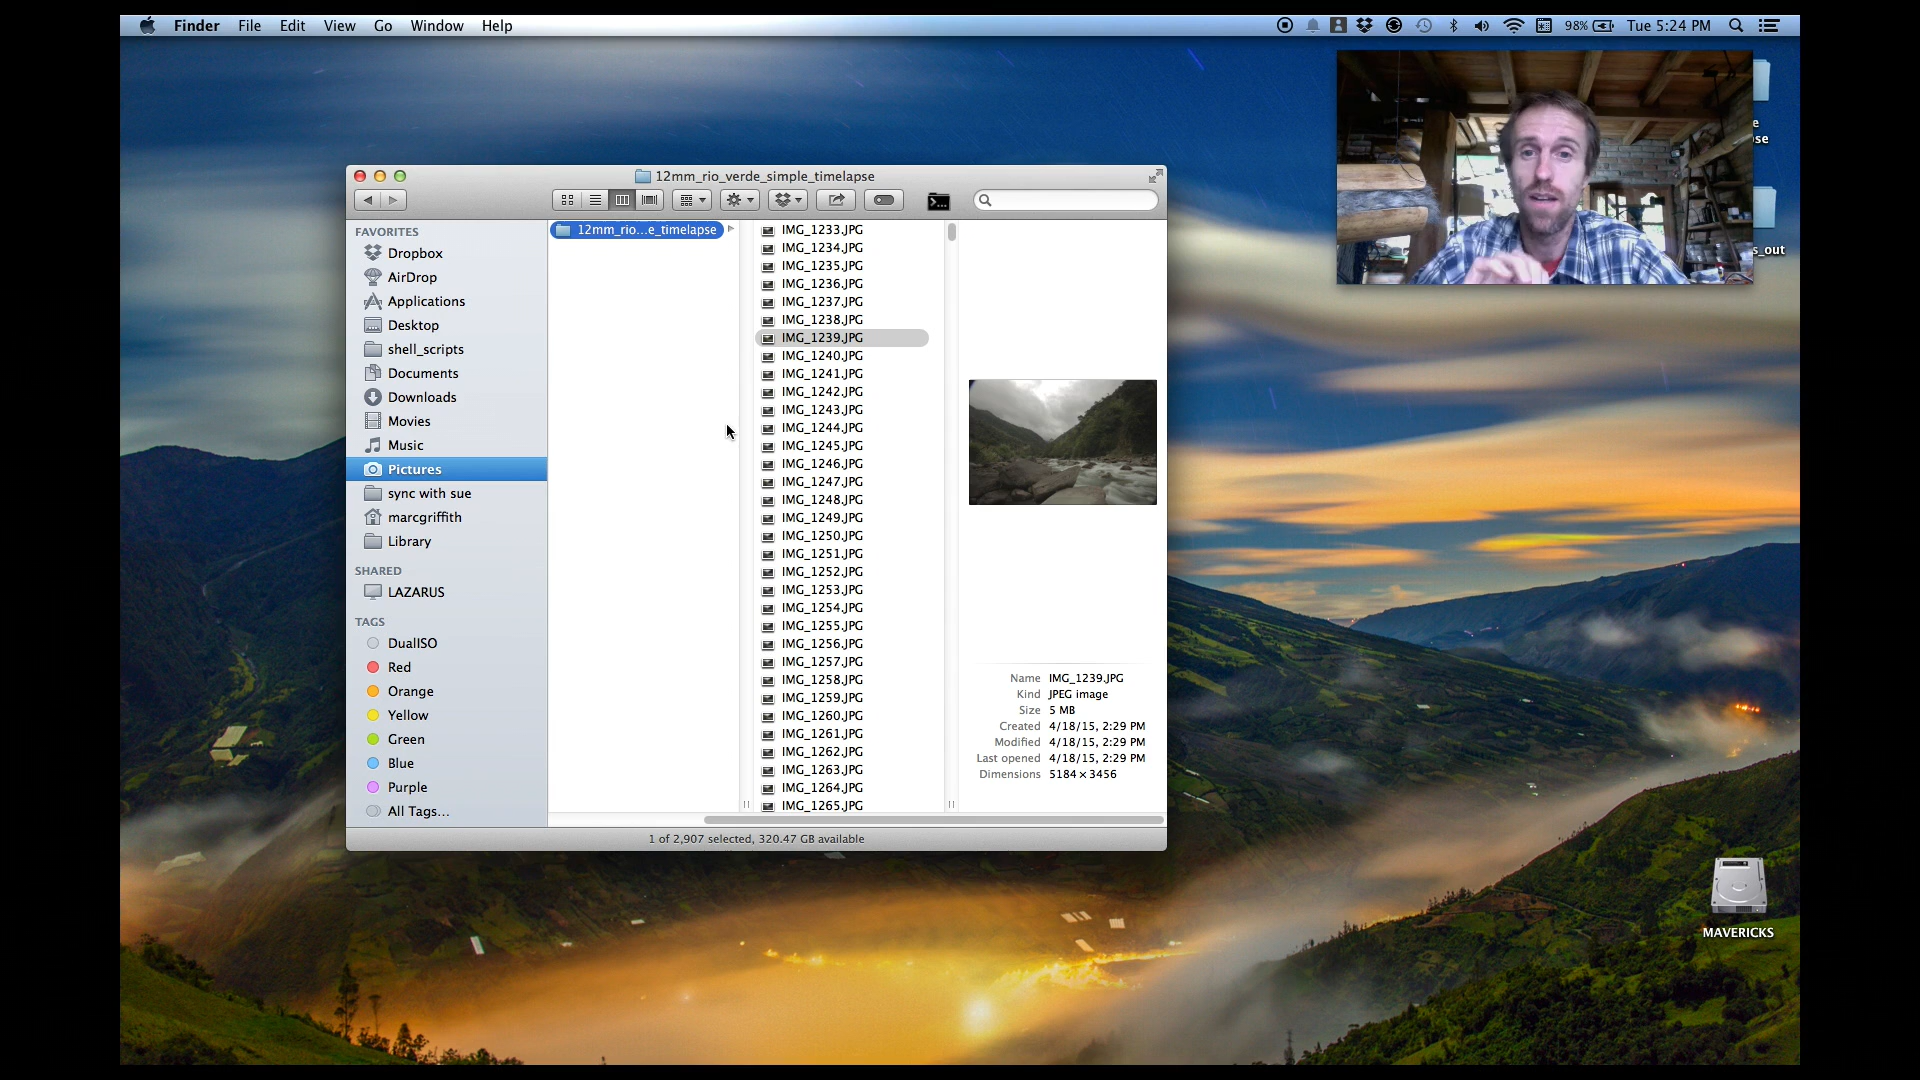 Finder File Edit View Go Window Help
98% Tue 5:24 PM
12mm_rio_verde_simple_timelapse
FAVORITES
Dropbox
AirDrop
Applications
Desktop
shell_scripts
Documents
Downloads
Movies
Music
Pictures
sync with sue
marcgriffith
Library
SHARED
LAZARUS
TAGS
DualISO
Red
Orange
Yellow
Green
Blue
Purple
All Tags...
12mm_rio...e_timelapse
IMG_1233.JPG
IMG_1234.JPG
IMG_1235.JPG
IMG_1236.JPG
IMG_1237.JPG
IMG_1238.JPG
IMG_1239.JPG
IMG_1240.JPG
IMG_1241.JPG
IMG_1242.JPG
IMG_1243.JPG
IMG_1244.JPG
IMG_1245.JPG
IMG_1246.JPG
IMG_1247.JPG
IMG_1248.JPG
IMG_1249.JPG
IMG_1250.JPG
IMG_1251.JPG
IMG_1252.JPG
IMG_1253.JPG
IMG_1254.JPG
IMG_1255.JPG
IMG_1256.JPG
IMG_1257.JPG
IMG_1258.JPG
IMG_1259.JPG
IMG_1260.JPG
IMG_1261.JPG
IMG_1262.JPG
IMG_1263.JPG
IMG_1264.JPG
IMG_1265.JPG
Name IMG_1239.JPG
Kind JPEG image
Size 5 MB
Created 4/18/15, 2:29 PM
Modified 4/18/15, 2:29 PM
Last opened 4/18/15, 2:29 PM
Dimensions 5184 × 3456
1 of 2,907 selected, 320.47 GB available
e
se
s_out
MAVERICKS